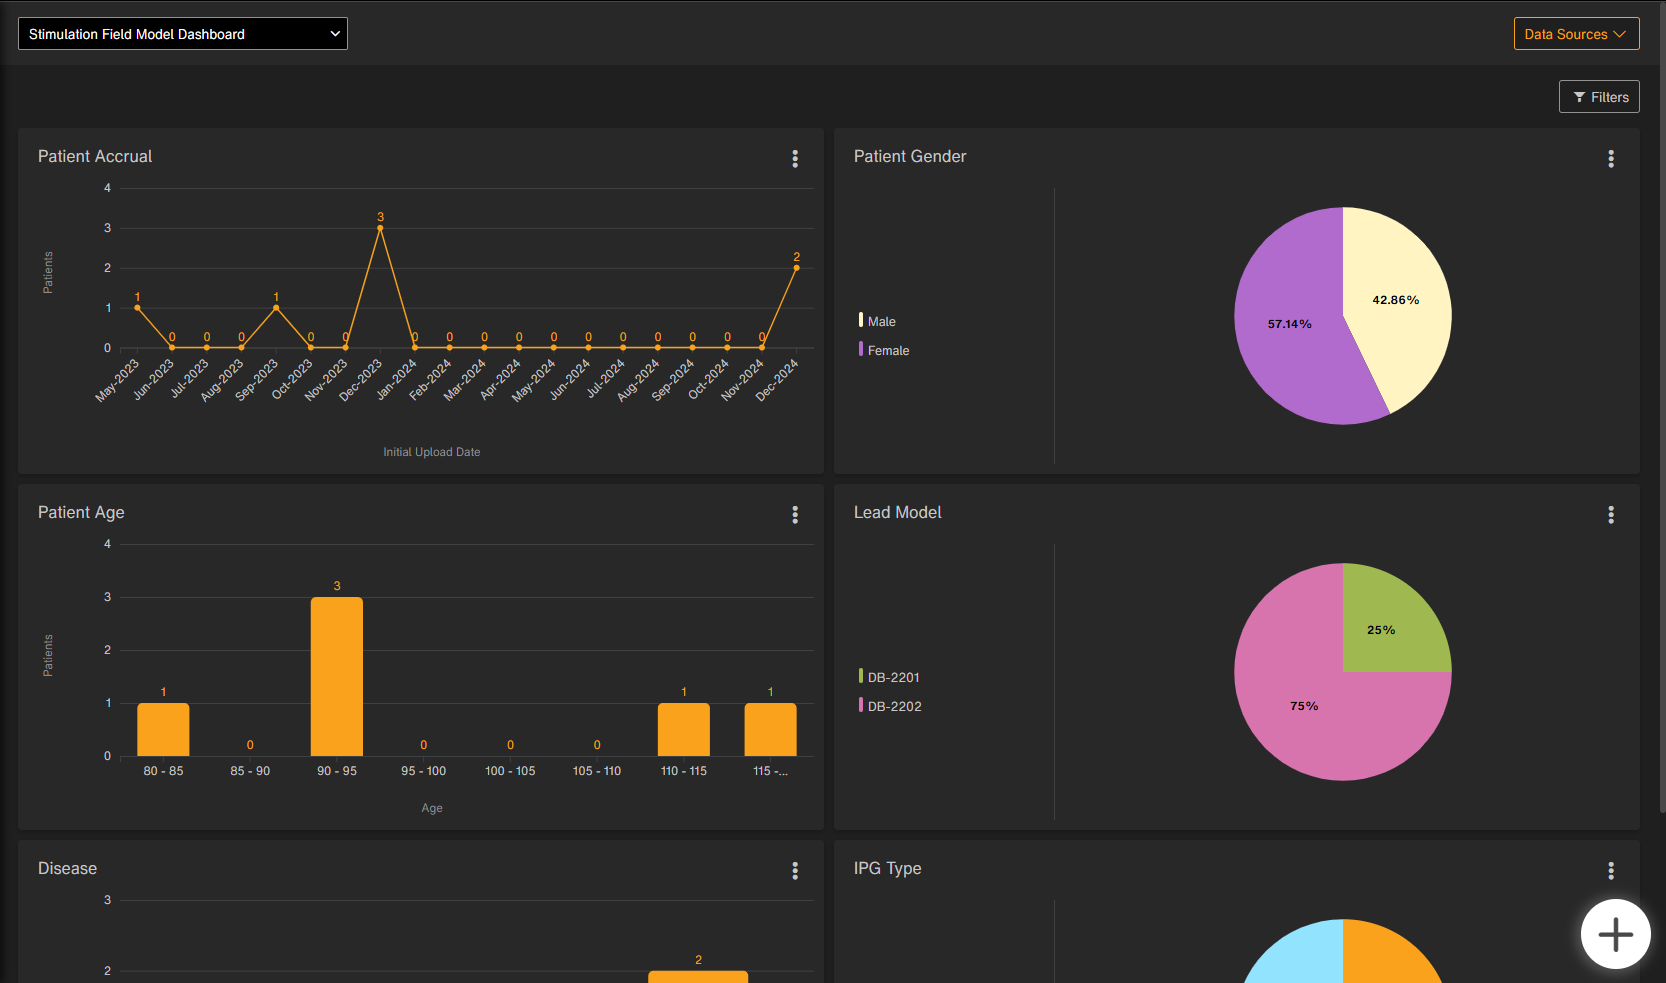 Stimulation Field Model Dashboard
Data Sources
Filters
Patient Accrual
4
3
2
1
0
Patients
1
0
0
0
1
0
0
3
0
0
0
0
0
0
0
0
0
0
0
2
May-2023
Jun-2023
Jul-2023
Aug-2023
Sep-2023
Oct-2023
Nov-2023
Dec-2023
Jan-2024
Feb-2024
Mar-2024
Apr-2024
May-2024
Jun-2024
Jul-2024
Aug-2024
Sep-2024
Oct-2024
Nov-2024
Dec-2024
Initial Upload Date
Patient Gender
Male
Female
42.86%
57.14%
Patient Age
4
3
2
1
0
Patients
1
0
3
0
0
0
1
1
80 - 85
85 - 90
90 - 95
95 - 100
100 - 105
105 - 110
110 - 115
115 -...
Age
Lead Model
DB-2201
DB-2202
25%
75%
Disease
3
2
2
IPG Type